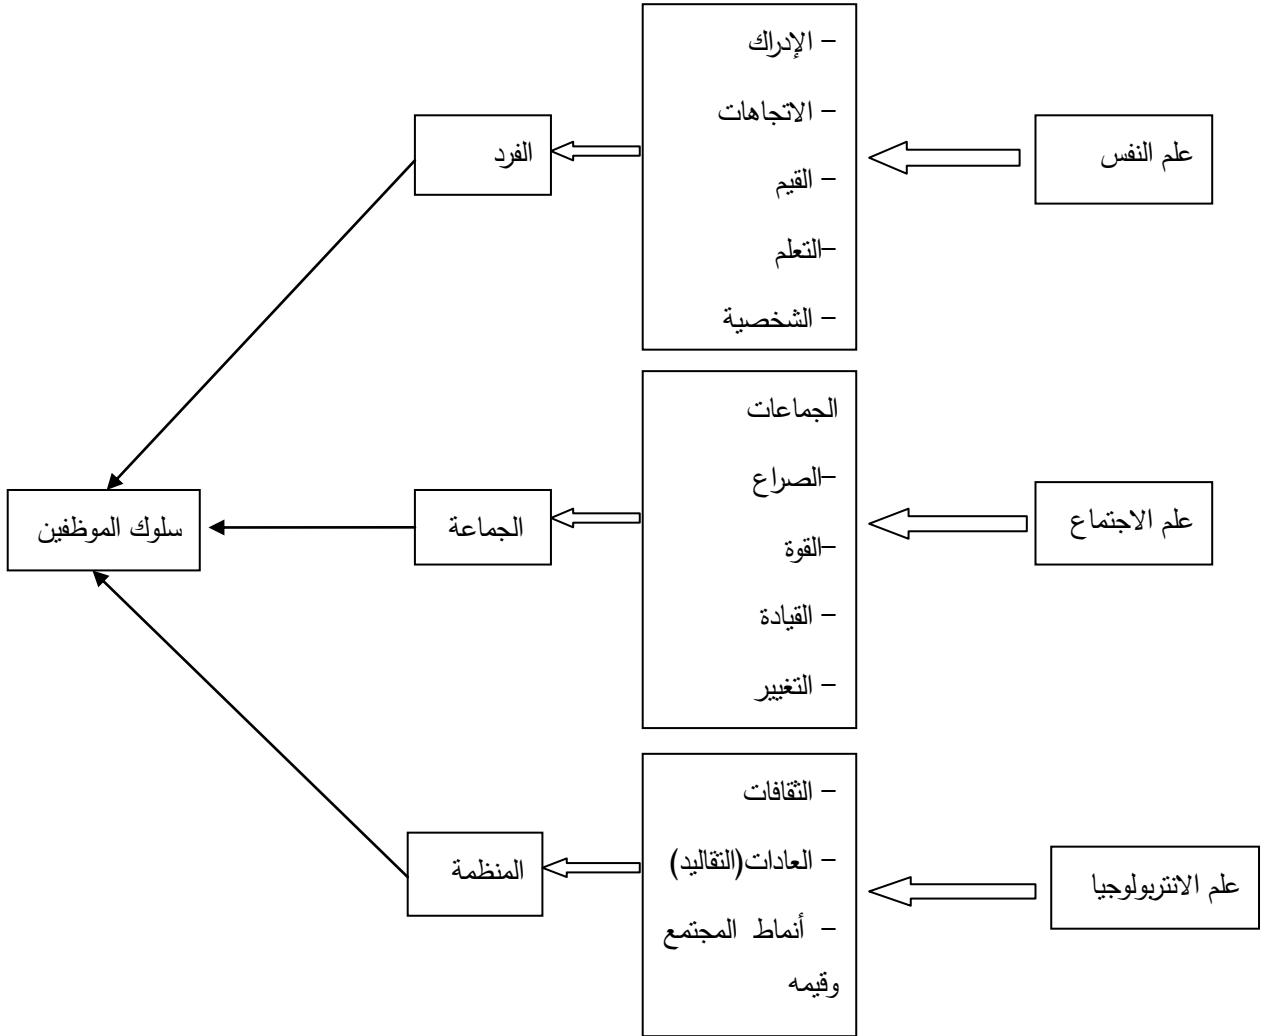 علم النفس
– الإدراك
– الاتجاهات
– القيم
–التعلم
– الشخصية
الفرد
علم الاجتماع
الجماعات
–الصراع
–القوة
– القيادة
– التغيير
الجماعة
سلوك الموظفين
علم الانتربولوجيا
– الثقافات
– العادات(التقاليد)
– أنماط المجتمع
وقيمه
المنظمة